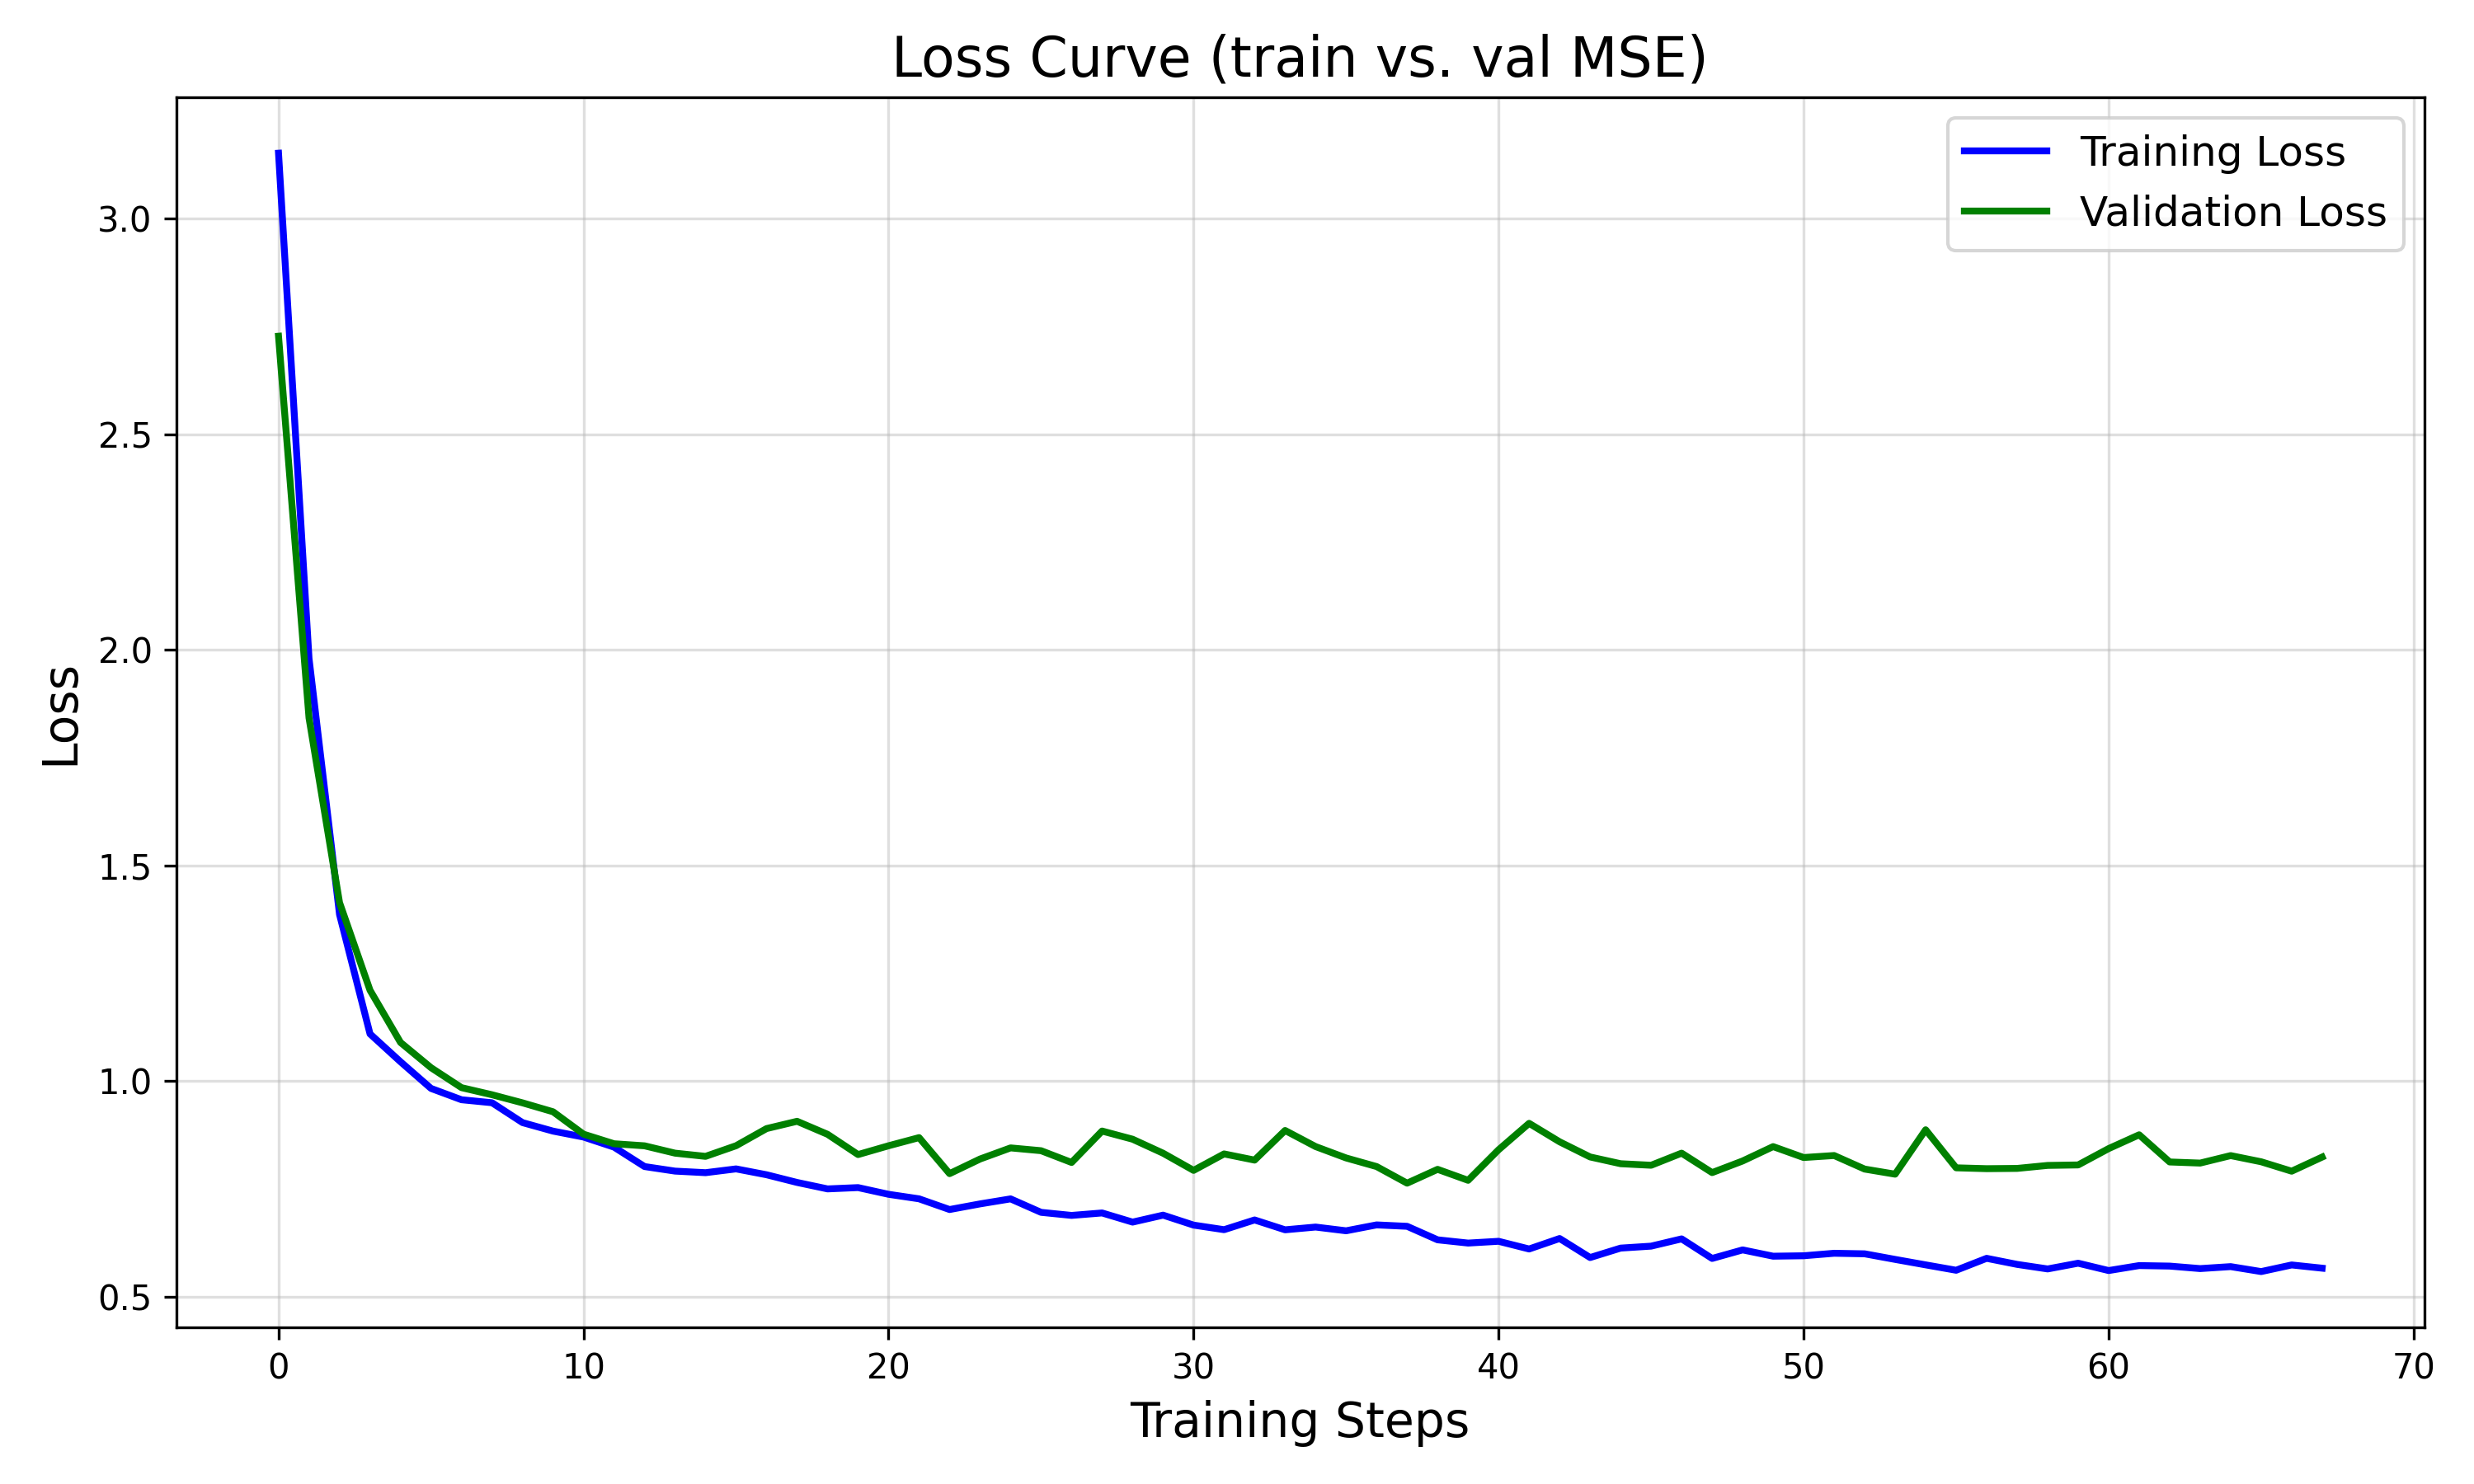 Loss Curve (train vs. val MSE)
Training Loss
Validation Loss
3.0
2.5
2.0
1.5
1.0
0.5
Loss
0 10 20 30 40 50 60 70
Training Steps